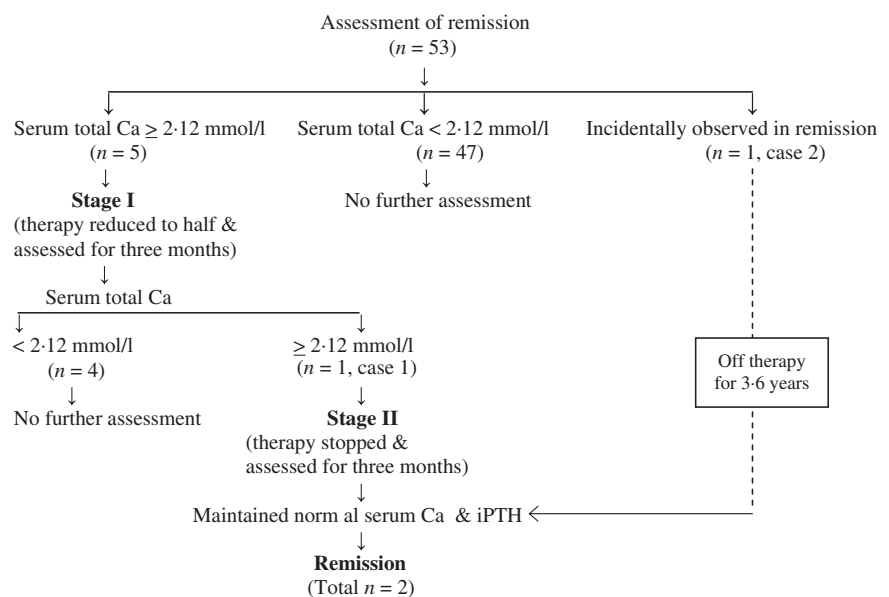 Assessment of remission
(n = 53)
Serum total Ca ≥ 2·12 mmol/l
(n = 5)
Serum total Ca < 2·12 mmol/l
(n = 47)
Incidentally observed in remission
(n = 1, case 2)
Stage I
(therapy reduced to half &
assessed for three months)
No further assessment
Serum total Ca
< 2·12 mmol/l
(n = 4)
≥ 2·12 mmol/l
(n = 1, case 1)
Off therapy
for 3·6 years
No further assessment
Stage II
(therapy stopped &
assessed for three months)
Maintained norm al serum Ca & iPTH
Remission
(Total n = 2)